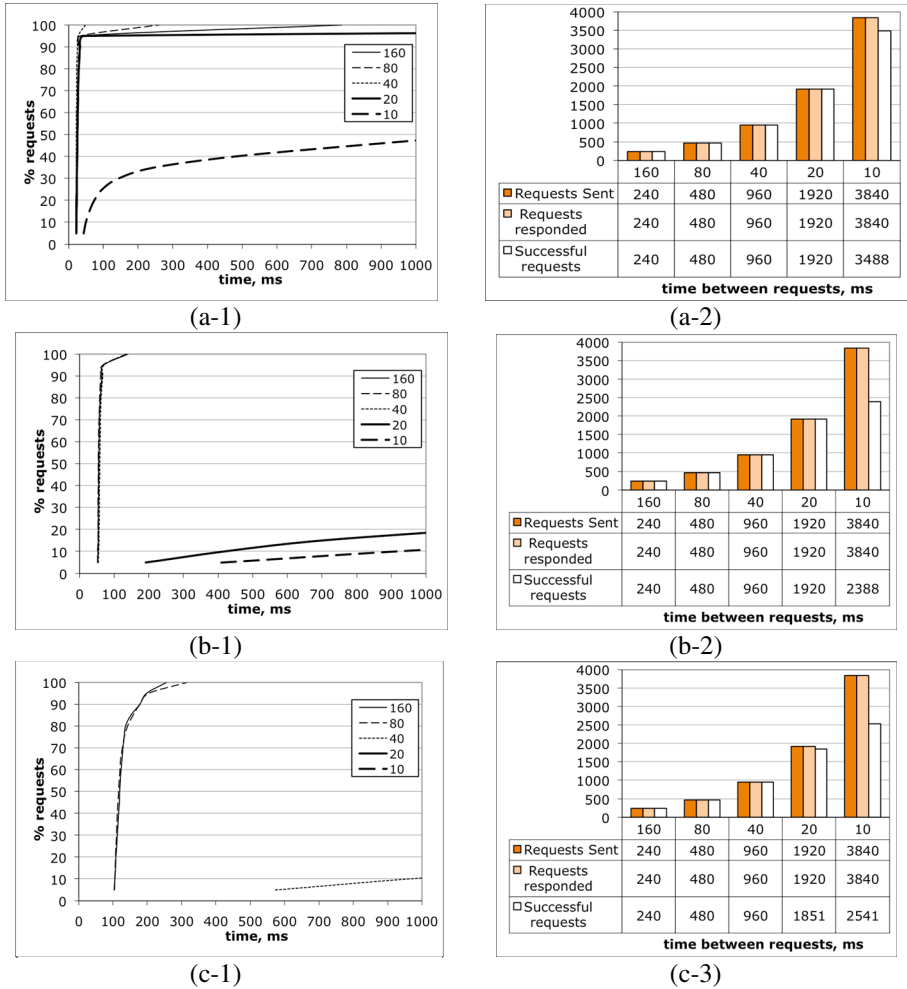 100
90
80
70
60
50
40
30
20
10
0
% requests
160
80
40
20
10
0 100 200 300 400 500 600 700 800 900 1000
time, ms
(a-1)
4000
3500
3000
2500
2000
1500
1000
500
0
160 80 40 20 10
Requests Sent 240 480 960 1920 3840
Requests responded 240 480 960 1920 3840
Successful requests 240 480 960 1920 3488
time between requests, ms
(a-2)
100
90
80
70
60
50
40
30
20
10
0
% requests
160
80
40
20
10
0 100 200 300 400 500 600 700 800 900 1000
time, ms
(b-1)
4000
3500
3000
2500
2000
1500
1000
500
0
160 80 40 20 10
Requests Sent 240 480 960 1920 3840
Requests responded 240 480 960 1920 3840
Successful requests 240 480 960 1920 2388
time between requests, ms
(b-2)
100
90
80
70
60
50
40
30
20
10
0
% requests
160
80
40
20
10
0 100 200 300 400 500 600 700 800 900 1000
time, ms
(c-1)
4000
3500
3000
2500
2000
1500
1000
500
0
160 80 40 20 10
Requests Sent 240 480 960 1920 3840
Requests responded 240 480 960 1920 3840
Successful requests 240 480 960 1851 2541
time between requests, ms
(c-3)